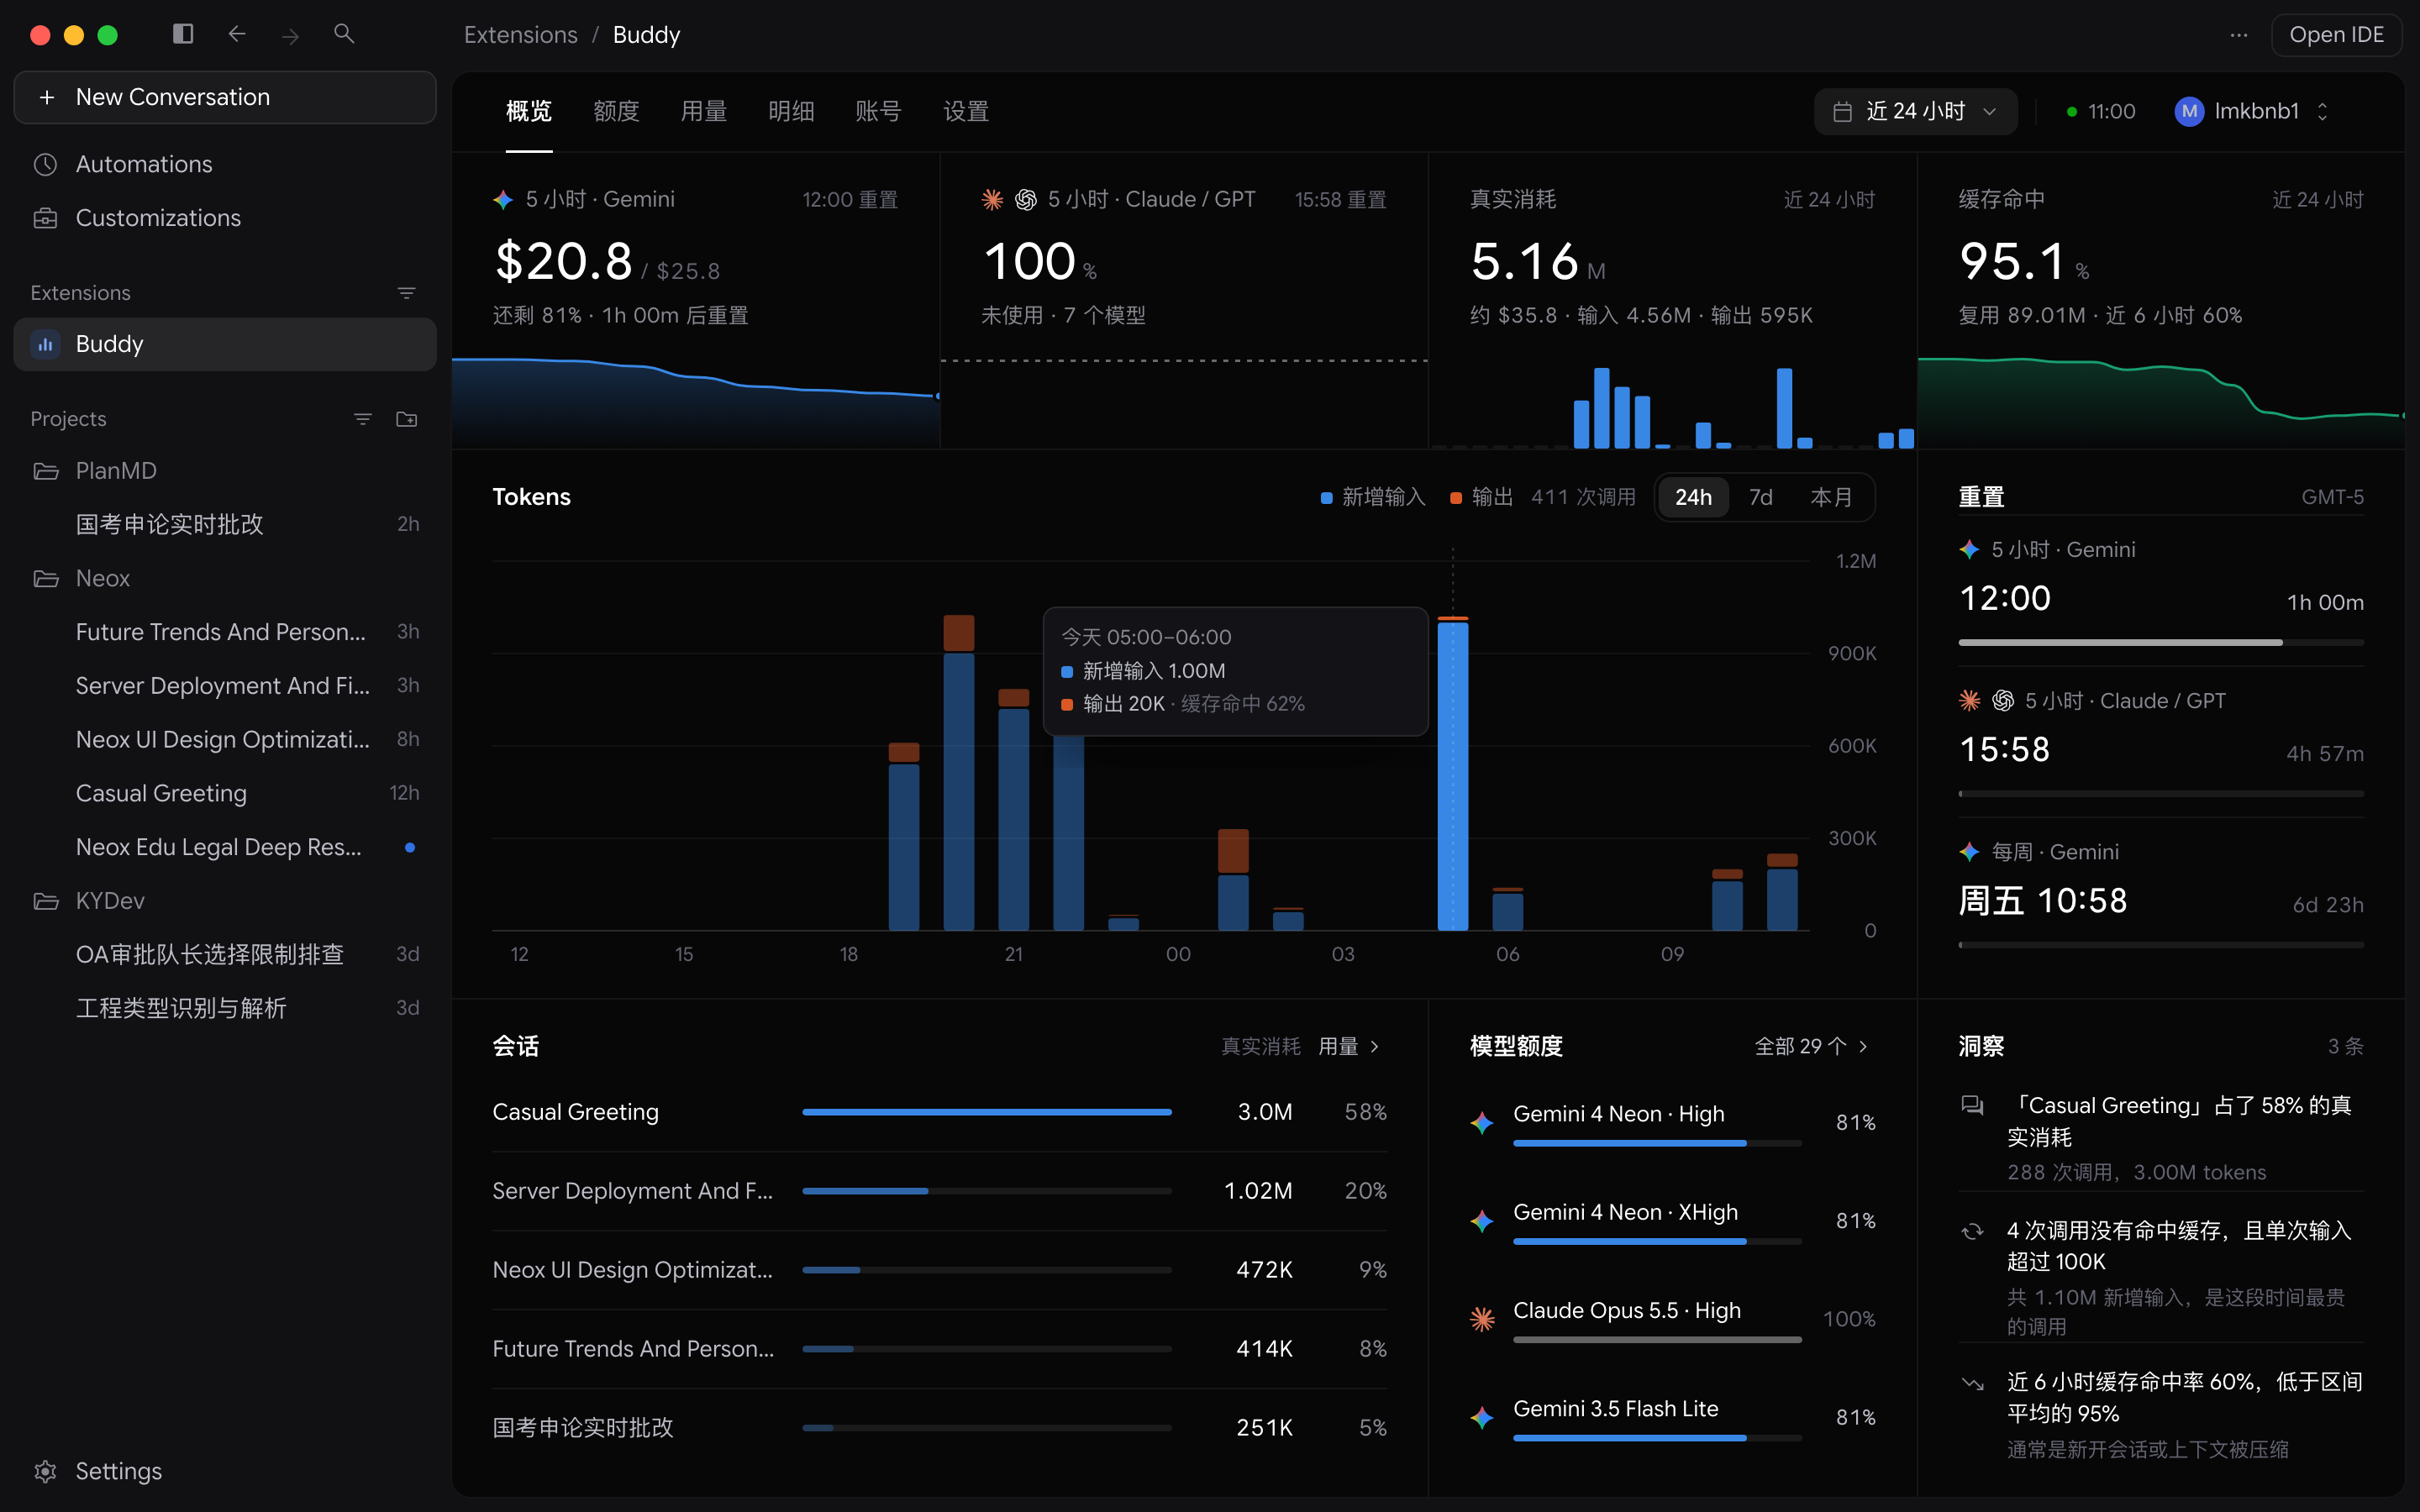 Extensions / Buddy
Open IDE
New Conversation
Automations
Customizations
Extensions
Buddy
Projects
PlanMD
国考申论实时批改 2h
Neox
Future Trends And Person... 3h
Server Deployment And Fi... 3h
Neox UI Design Optimizati... 8h
Casual Greeting 12h
Neox Edu Legal Deep Res...
KYDev
OA审批队长选择限制排查 3d
工程类型识别与解析 3d
Settings
概览 额度 用量 明细 账号 设置
近 24 小时
11:00
M lmkbnb1
5 小时 · Gemini 12:00 重置
$20.8 / $25.8
还剩 81% · 1h 00m 后重置
5 小时 · Claude / GPT 15:58 重置
100 %
未使用 · 7 个模型
真实消耗 近 24 小时
5.16 M
约 $35.8 · 输入 4.56M · 输出 595K
缓存命中 近 24 小时
95.1 %
复用 89.01M · 近 6 小时 60%
Tokens
新增输入 输出 411 次调用 24h 7d 本月
1.2M
900K
600K
300K
0
今天 05:00–06:00
新增输入 1.00M
输出 20K · 缓存命中 62%
12 15 18 21 00 03 06 09
重置 GMT-5
5 小时 · Gemini
12:00 1h 00m
5 小时 · Claude / GPT
15:58 4h 57m
每周 · Gemini
周五 10:58 6d 23h
会话 真实消耗 用量
Casual Greeting 3.0M 58%
Server Deployment And F... 1.02M 20%
Neox UI Design Optimizat... 472K 9%
Future Trends And Person... 414K 8%
国考申论实时批改 251K 5%
模型额度 全部 29 个
Gemini 4 Neon · High 81%
Gemini 4 Neon · XHigh 81%
Claude Opus 5.5 · High 100%
Gemini 3.5 Flash Lite 81%
洞察 3 条
「Casual Greeting」占了 58% 的真
实消耗
288 次调用，3.00M tokens
4 次调用没有命中缓存，且单次输入
超过 100K
共 1.10M 新增输入，是这段时间最贵
的调用
近 6 小时缓存命中率 60%，低于区间
平均的 95%
通常是新开会话或上下文被压缩